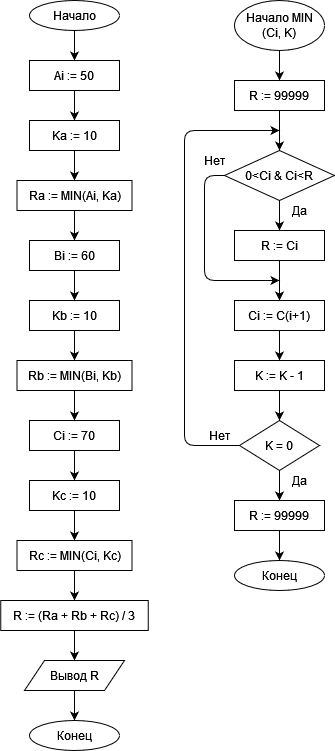 Начало
Ai := 50
Ka := 10
Ra := MIN(Ai, Ka)
Bi := 60
Kb := 10
Rb := MIN(Bi, Kb)
Ci := 70
Kc := 10
Rc := MIN(Ci, Kc)
R := (Ra + Rb + Rc) / 3
Вывод R
Конец
Начало MIN
(Ci, K)
R := 99999
Нет
0<Ci & Ci<R
Да
R := Ci
Ci := C(i+1)
K := K - 1
Нет
K = 0
Да
R := 99999
Конец